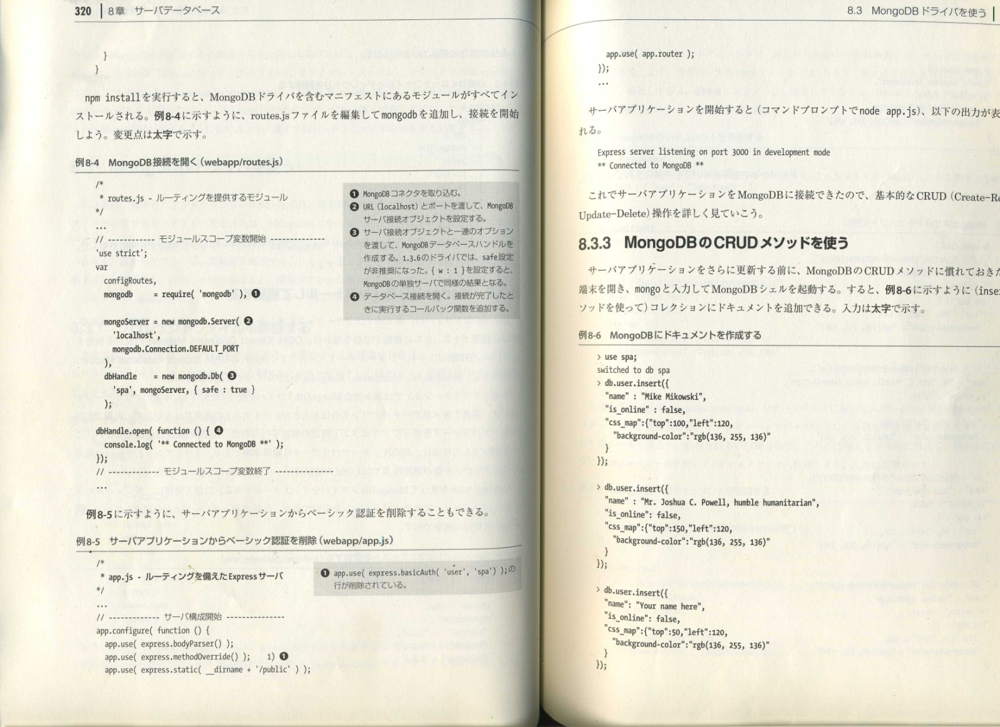 320 8章 サーバデータベース
}
}
npm installを実行すると、MongoDBドライバを含むマニフェストにあるモジュールがすべてイン
ストールされる。例8-4に示すように、routes.jsファイルを編集してmongodbを追加し、接続を開始
しよう。変更点は太字で示す。
例8-4 MongoDB接続を開く（webapp/routes.js）
/*
* routes.js - ルーティングを提供するモジュール
*/
...
// ------------ モジュールスコープ変数開始 --------------
'use strict';
var
configRoutes,
mongodb = require( 'mongodb' ), ❶
mongoServer = new mongodb.Server( ❷
'localhost',
mongodb.Connection.DEFAULT_PORT
),
dbHandle = new mongodb.Db( ❸
'spa', mongoServer, { safe : true }
);
dbHandle.open( function () { ❹
console.log( '** Connected to MongoDB **' );
});
// ------------- モジュールスコープ変数終了 ---------------
...
❶ MongoDBコネクタを取り込む。
❷ URL（localhost）とポートを渡して、MongoDB
サーバ接続オブジェクトを設定する。
❸ サーバ接続オブジェクトと一連のオプション
を渡して、MongoDBデータベースハンドルを
作成する。1.3.6のドライバでは、safe設定
が非推奨になった。{ w : 1 }を設定すると、
MongoDBの単独サーバで同様の結果となる。
❹ データベース接続を開く。接続が完了したと
きに実行するコールバック関数を追加する。
例8-5に示すように、サーバアプリケーションからベーシック認証を削除することもできる。
例8-5 サーバアプリケーションからベーシック認証を削除（webapp/app.js）
/*
* app.js - ルーティングを備えたExpressサーバ
*/
...
// ------------- サーバ構成開始 ---------------
app.configure( function () {
app.use( express.bodyParser() );
app.use( express.methodOverride() ); 1) ❶
app.use( express.static( __dirname + '/public' ) );
❶ app.use( express.basicAuth( 'user', 'spa') );の
行が削除されている。
8.3 MongoDBドライバを使う
app.use( app.router );
});
...
サーバアプリケーションを開始すると（コマンドプロンプトでnode app.js）、以下の出力が表
れる。
Express server listening on port 3000 in development mode
** Connected to MongoDB **
これでサーバアプリケーションをMongoDBに接続できたので、基本的なCRUD（Create-Re
Update-Delete）操作を詳しく見ていこう。
8.3.3 MongoDBのCRUDメソッドを使う
サーバアプリケーションをさらに更新する前に、MongoDBのCRUDメソッドに慣れておきた
端末を開き、mongoと入力してMongoDBシェルを起動する。すると、例8-6に示すように（inse
ソッドを使って）コレクションにドキュメントを追加できる。入力は太字で示す。
例8-6 MongoDBにドキュメントを作成する
> use spa;
switched to db spa
> db.user.insert({
"name" : "Mike Mikowski",
"is_online" : false,
"css_map":{"top":100,"left":120,
"background-color":"rgb(136, 255, 136)"
}
});
> db.user.insert({
"name" : "Mr. Joshua C. Powell, humble humanitarian",
"is_online": false,
"css_map":{"top":150,"left":120,
"background-color":"rgb(136, 255, 136)"
}
});
> db.user.insert({
"name": "Your name here",
"is_online": false,
"css_map":{"top":50,"left":120,
"background-color":"rgb(136, 255, 136)"
}
});